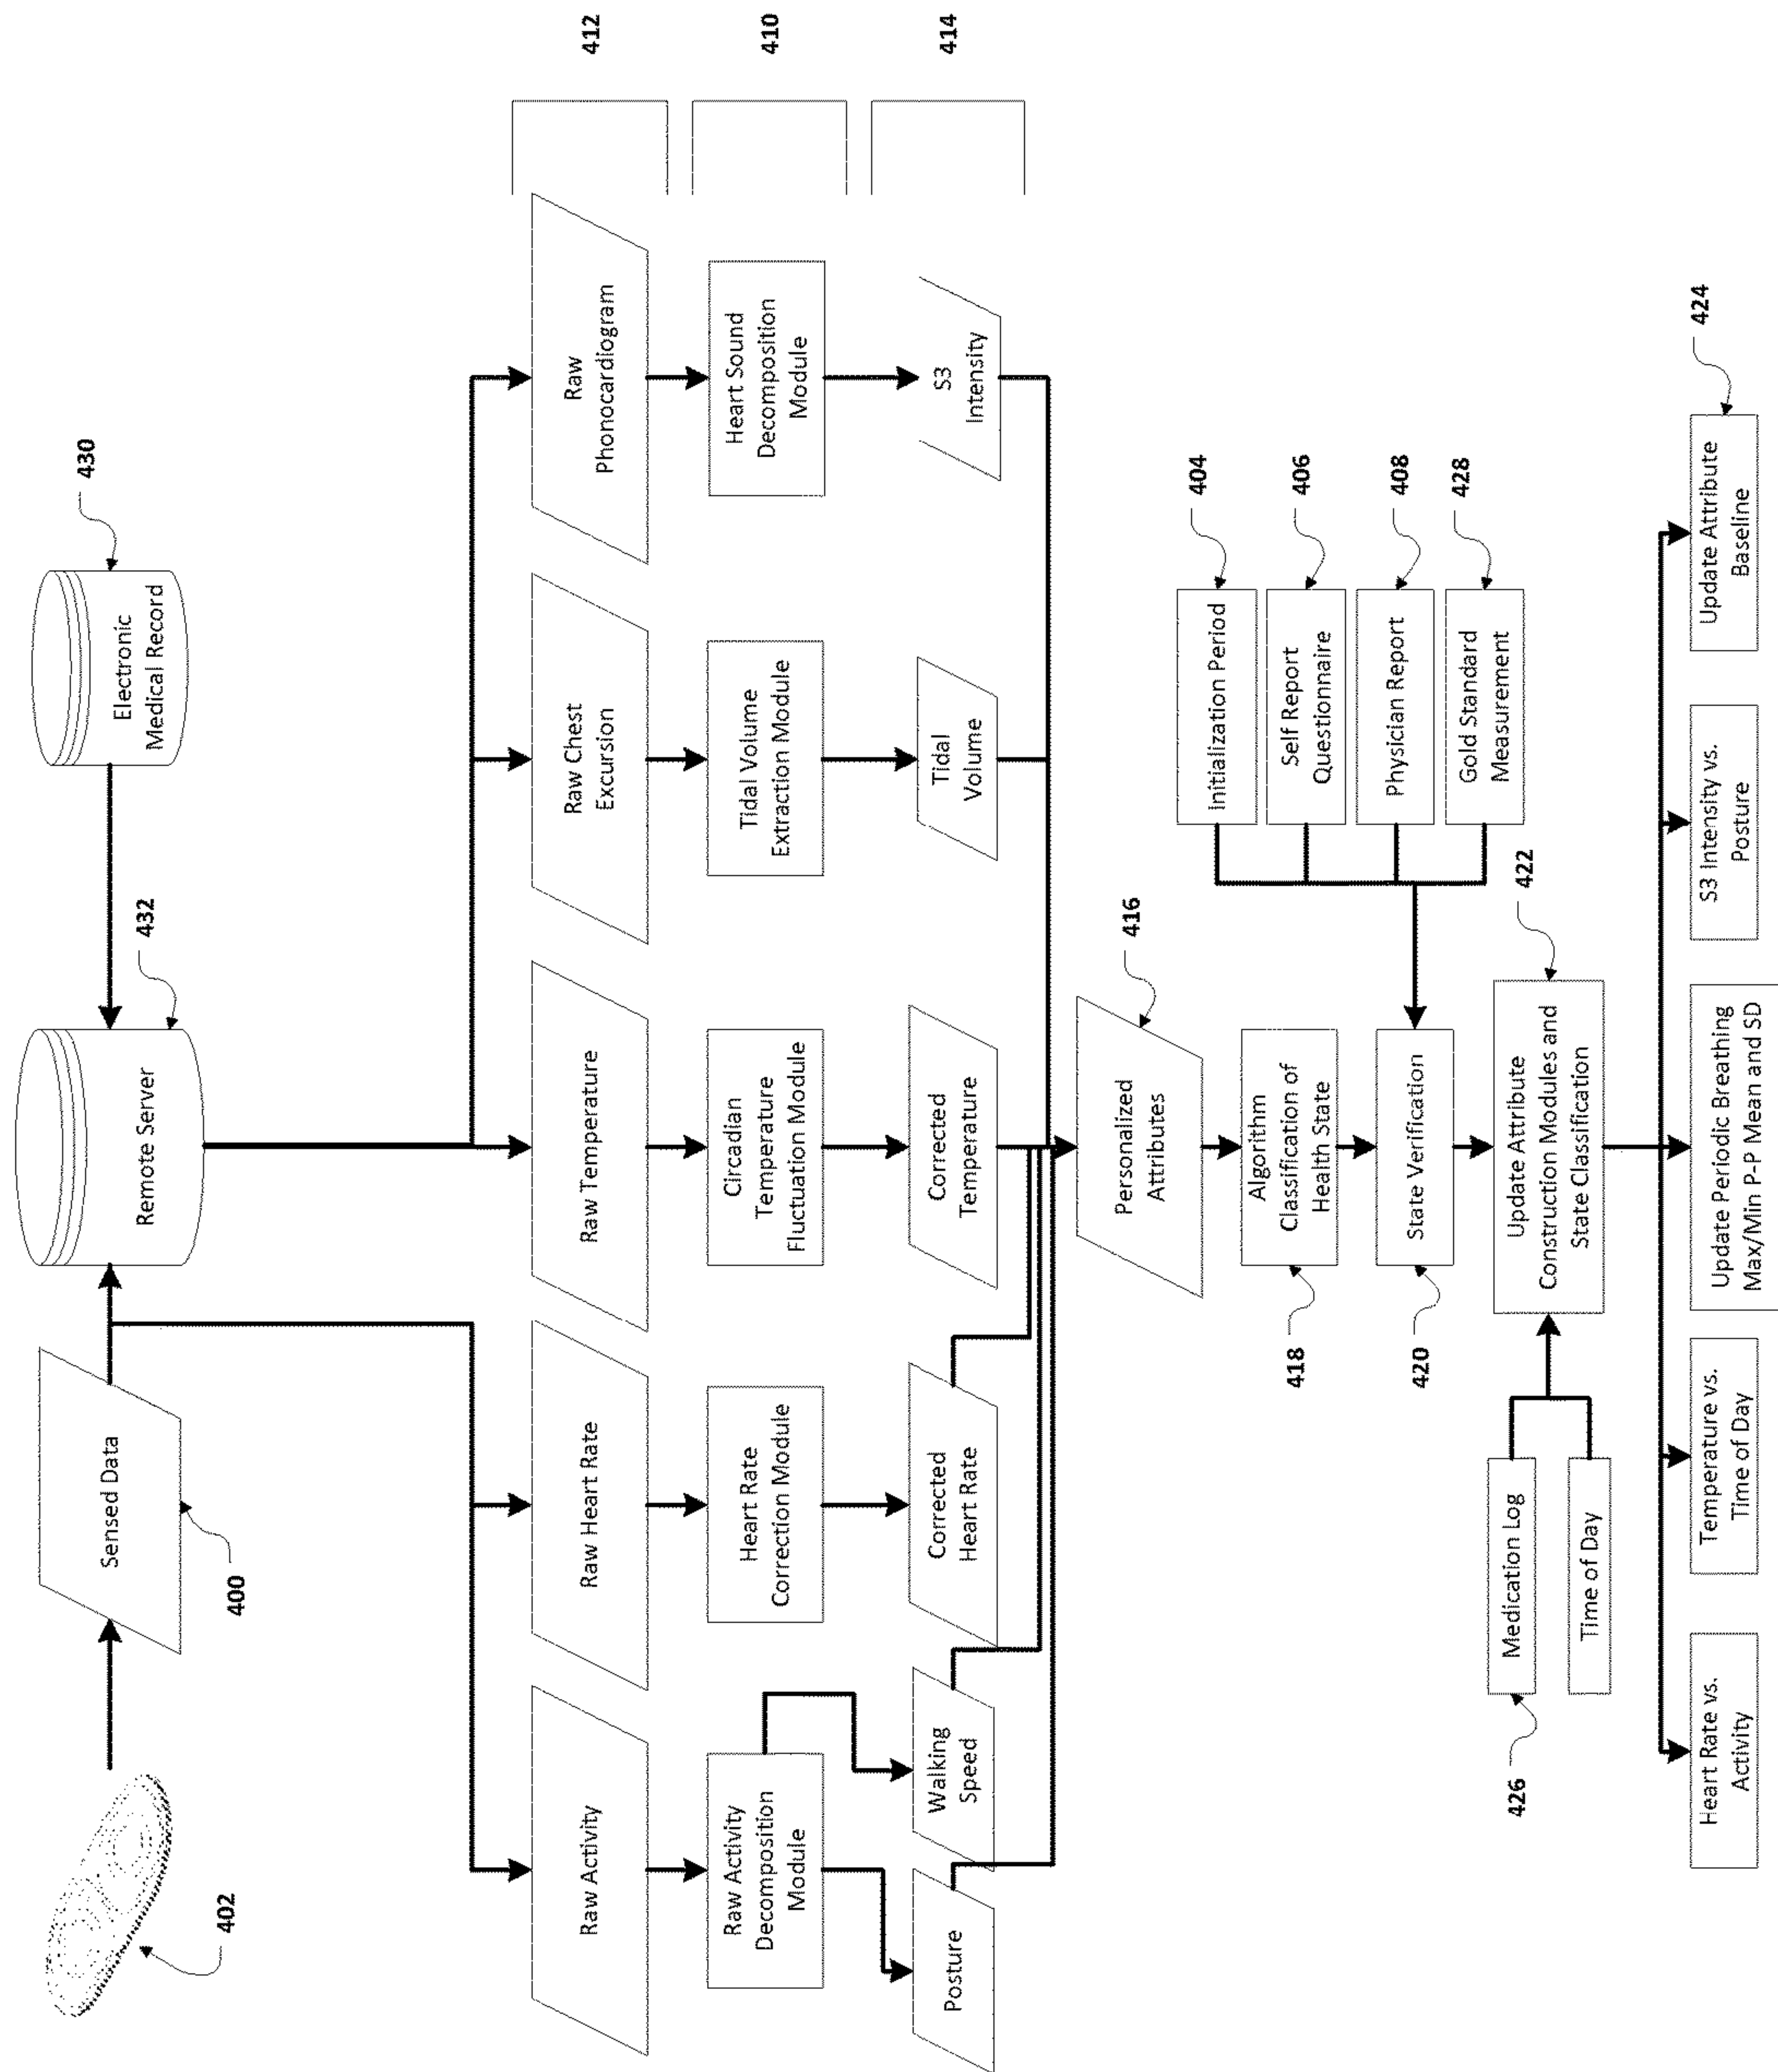 402
Sensed Data
400
Remote Server
432
Electronic
Medical Record
430
Raw Activity
Raw Heart Rate
Raw Temperature
Raw Chest
Excursion
Raw
Phonocardiogram
412
Raw Activity
Decomposition
Module
Heart Rate
Correction Module
Circadian
Temperature
Fluctuation Module
Tidal Volume
Extraction Module
Heart Sound
Decomposition
Module
410
Posture
Walking
Speed
Corrected
Heart Rate
Corrected
Temperature
Tidal
Volume
S3
Intensity
414
Personalized
Attributes
416
Algorithm
Classification of
Health State
418
Initialization Period
404
Self Report
Questionnaire
406
Physician Report
408
Gold Standard
Measurement
428
State Verification
420
Medication Log
426
Time of Day
Update Attribute
Construction Modules and
State Classification
422
Heart Rate vs.
Activity
Temperature vs.
Time of Day
Update Periodic Breathing
Max/Min P-P Mean and SD
S3 Intensity vs.
Posture
Update Attribute
Baseline
424